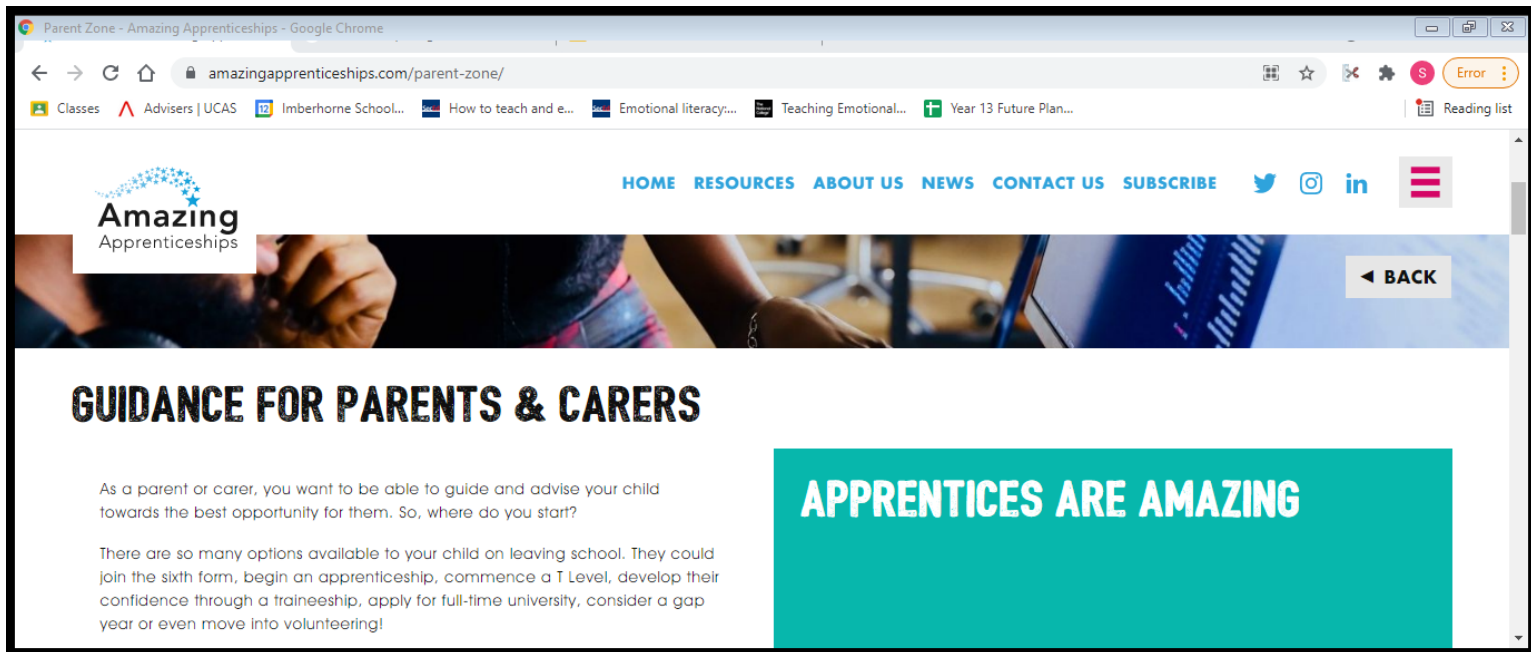 Parent Zone - Amazing Apprenticeships - Google Chrome
amazingapprenticeships.com/parent-zone/
S
Error
Classes
Advisers | UCAS
12
Imberhorne School...
Sec
How to teach and e...
Sec
Emotional literacy:...
Teaching Emotional...
Year 13 Future Plan...
Reading list
Amazing
Apprenticeships
HOME RESOURCES ABOUT US NEWS CONTACT US SUBSCRIBE
in
BACK
GUIDANCE FOR PARENTS & CARERS
As a parent or carer, you want to be able to guide and advise your child
towards the best opportunity for them. So, where do you start?
There are so many options available to your child on leaving school. They could
join the sixth form, begin an apprenticeship, commence a T Level, develop their
confidence through a traineeship, apply for full-time university, consider a gap
year or even move into volunteering!
APPRENTICES ARE AMAZING